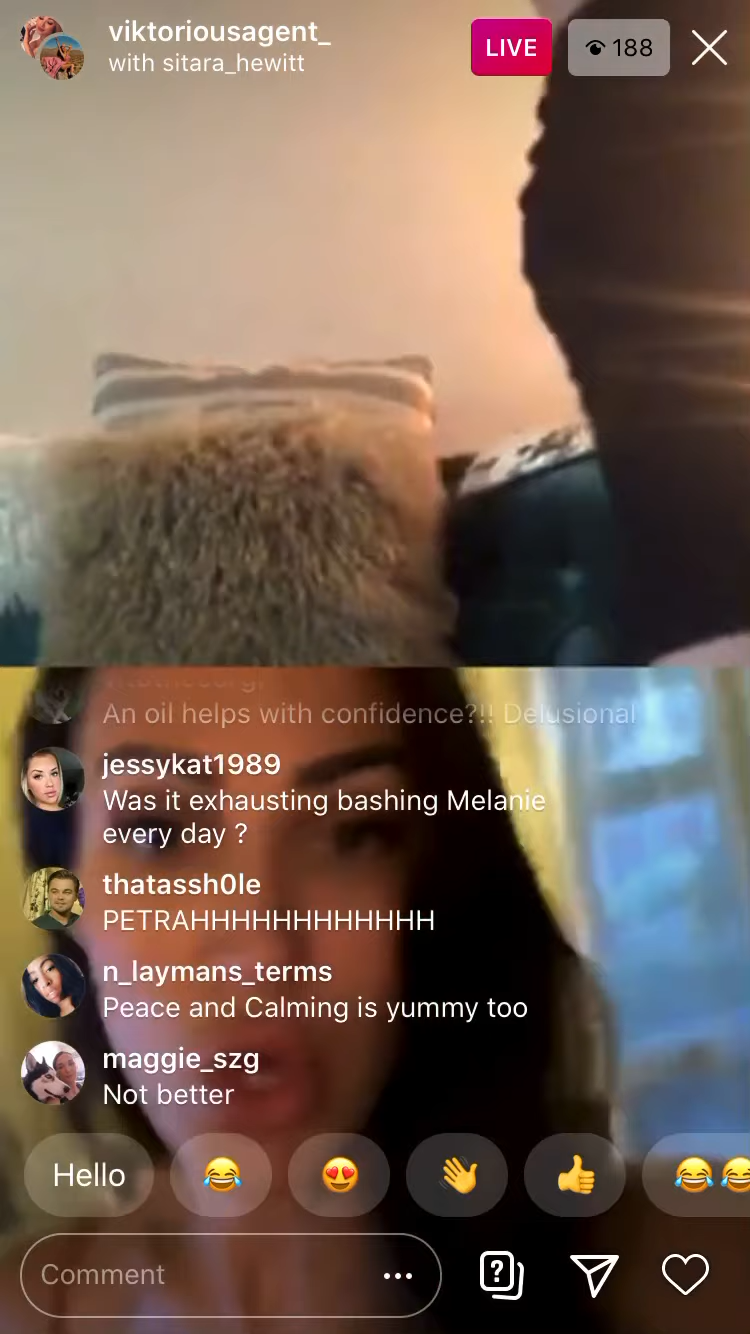 viktoriousagent_
with sitara_hewitt
LIVE
188
An oil helps with confidence?!! Delusional
jessykat1989
Was it exhausting bashing Melanie
every day ?
thatassh0le
PETRAHHHHHHHHHHHHH
n_laymans_terms
Peace and Calming is yummy too
maggie_szg
Not better
Hello
Comment